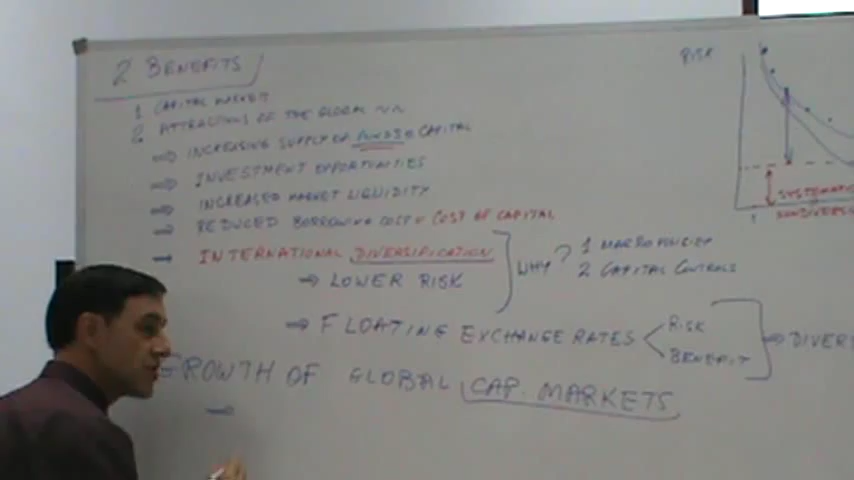 2 BENEFITS
1 CAPITAL MARKET
2 ATTRACTIONS OF THE GLOBAL
⇒ INCREASING SUPPLY OF FUNDS CAPITAL
⇒ INVESTMENT OPPORTUNITIES
⇒ INCREASED MARKET LIQUIDITY
⇒ REDUCED BORROWING COST COST OF CAPITAL
→ INTERNATIONAL DIVERSIFICATION
⇒ LOWER RISK
WHY?
1
2 CAPITAL CONTROLS
⇒ FLOATING EXCHANGE RATES
RISK
BENEFIT
⇒ DIVER
GROWTH OF GLOBAL CAP. MARKETS
RISK
SYSTEMATIC
NONDIVERSI
1